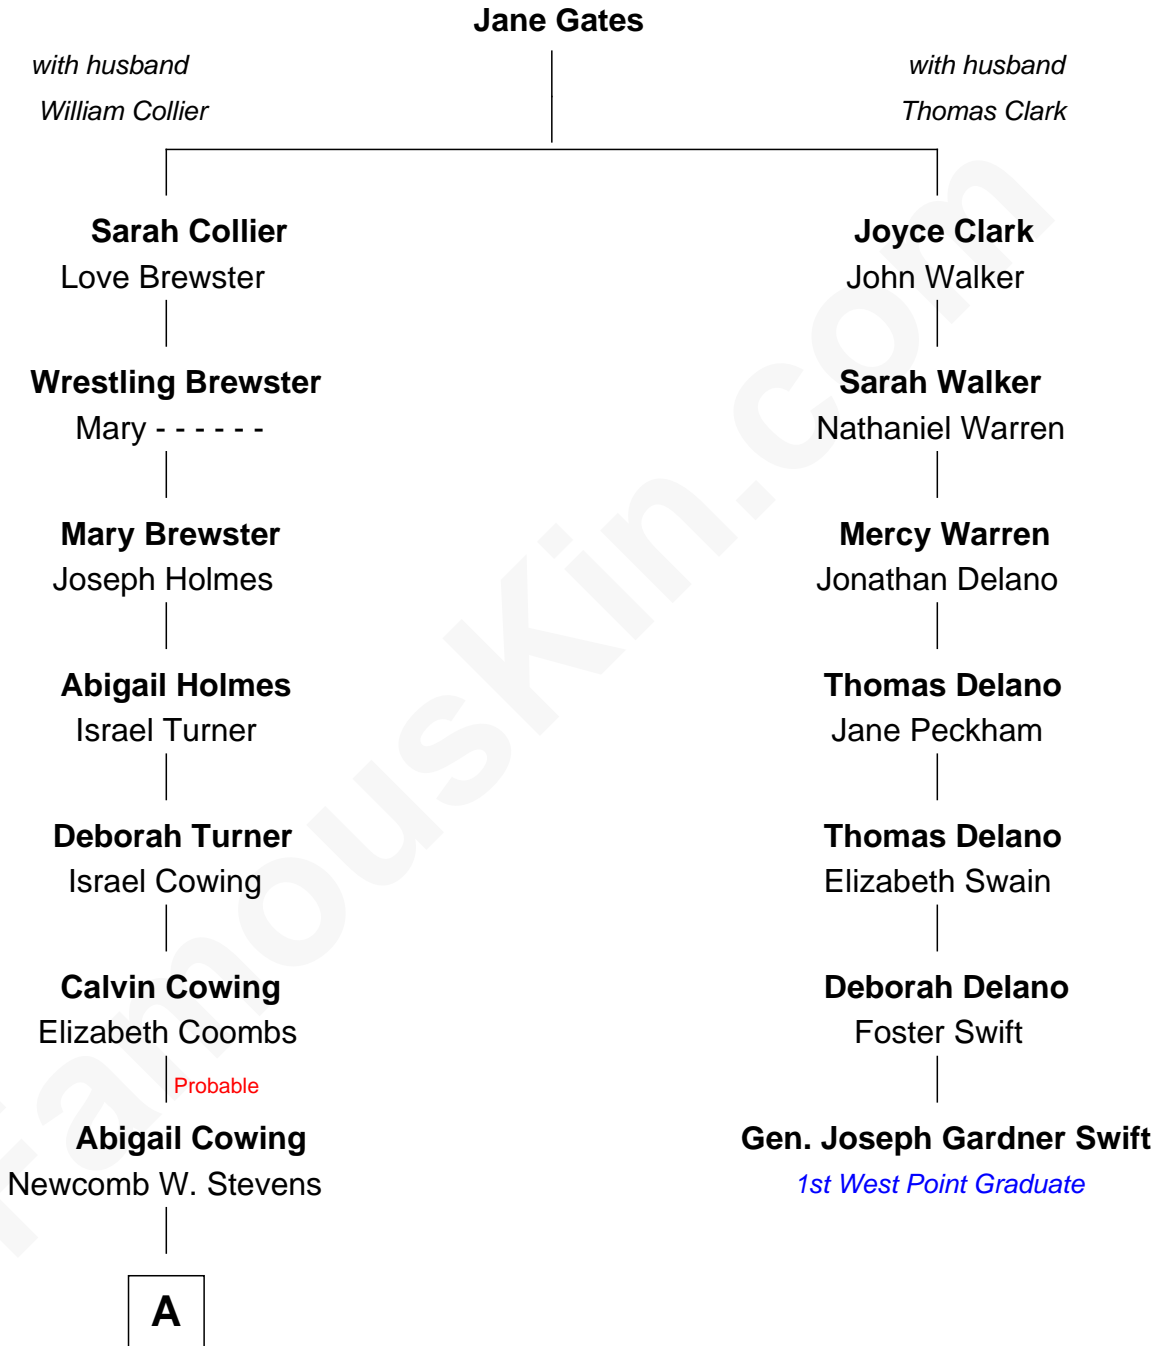 Jane Gates
with husband
William Collier
with husband
Thomas Clark
Sarah Collier
Love Brewster
Joyce Clark
John Walker
Wrestling Brewster
Mary - - - - - -
Sarah Walker
Nathaniel Warren
Mary Brewster
Joseph Holmes
Mercy Warren
Jonathan Delano
Abigail Holmes
Israel Turner
Thomas Delano
Jane Peckham
Deborah Turner
Israel Cowing
Thomas Delano
Elizabeth Swain
Calvin Cowing
Elizabeth Coombs
Deborah Delano
Foster Swift
Probable
Abigail Cowing
Newcomb W. Stevens
Gen. Joseph Gardner Swift
1st West Point Graduate
A
FamousKin.com